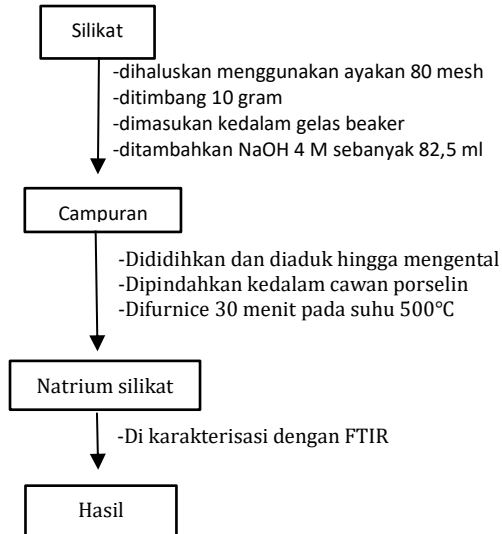 Silikat
-dihaluskan menggunakan ayakan 80 mesh
-ditimbang 10 gram
-dimasukan kedalam gelas beaker
-ditambahkan NaOH 4 M sebanyak 82,5 ml
Campuran
-Dididihkan dan diaduk hingga mengental
-Dipindahkan kedalam cawan porselin
-Difurnice 30 menit pada suhu 500℃
Natrium silikat
-Di karakterisasi dengan FTIR
Hasil